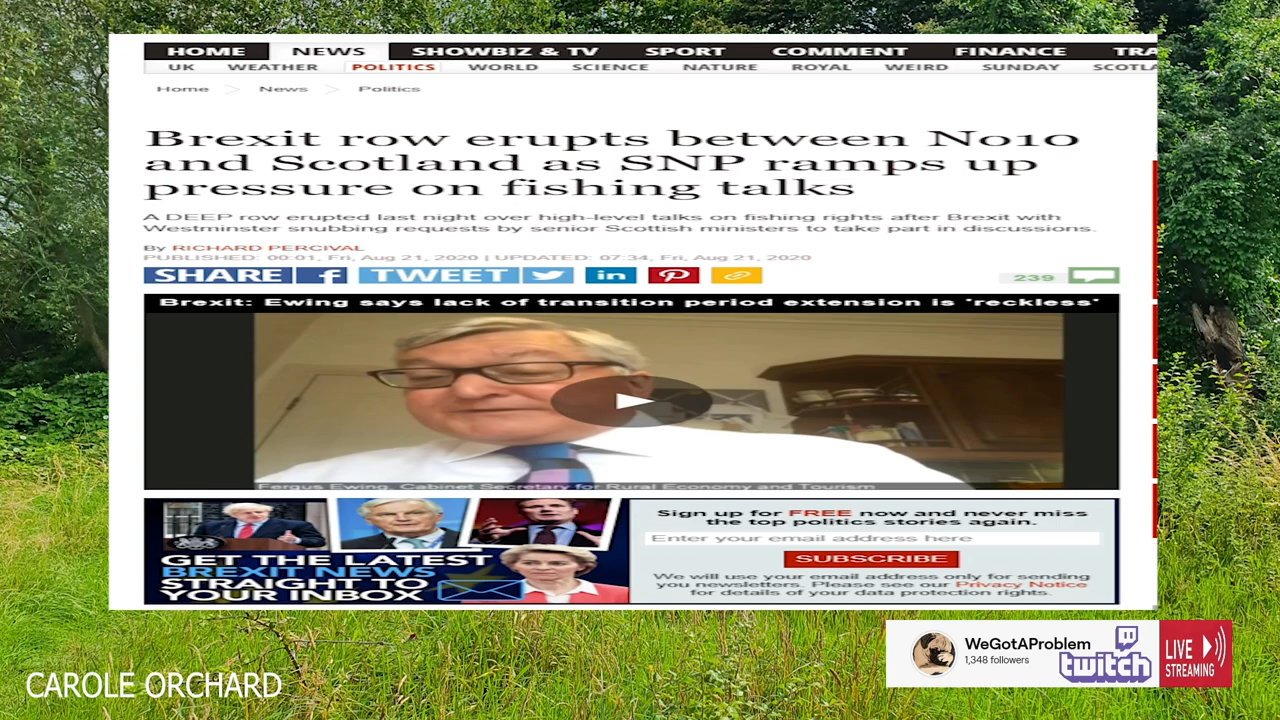 HOME NEWS SHOWBIZ & TV SPORT COMMENT FINANCE TRA
UK WEATHER POLITICS WORLD SCIENCE NATURE ROYAL WEIRD SUNDAY SCOTLA
Home News Politics
Brexit row erupts between No10
and Scotland as SNP ramps up
pressure on fishing talks
A DEEP row erupted last night over high-level talks on fishing rights after Brexit with
Westminster snubbing requests by senior Scottish ministers to take part in discussions.
By RICHARD PERCIVAL
PUBLISHED: 00:01, Fri, Aug 21, 2020 | UPDATED: 07:34, Fri, Aug 21, 2020
SHARE f TWEET in 239
Brexit: Ewing says lack of transition period extension is 'reckless'
Fergus Ewing, Cabinet Secretary for Rural Economy and Tourism
GET THE LATEST
BREXIT NEWS
STRAIGHT TO
YOUR INBOX
Sign up for FREE now and never miss
the top politics stories again.
Enter your email address here
SUBSCRIBE
We will use your email address only for sending
you newsletters. Please see our Privacy Notice
for details of your data protection rights.
WeGotAProblem
1,348 followers
twitch
LIVE
STREAMING
CAROLE ORCHARD